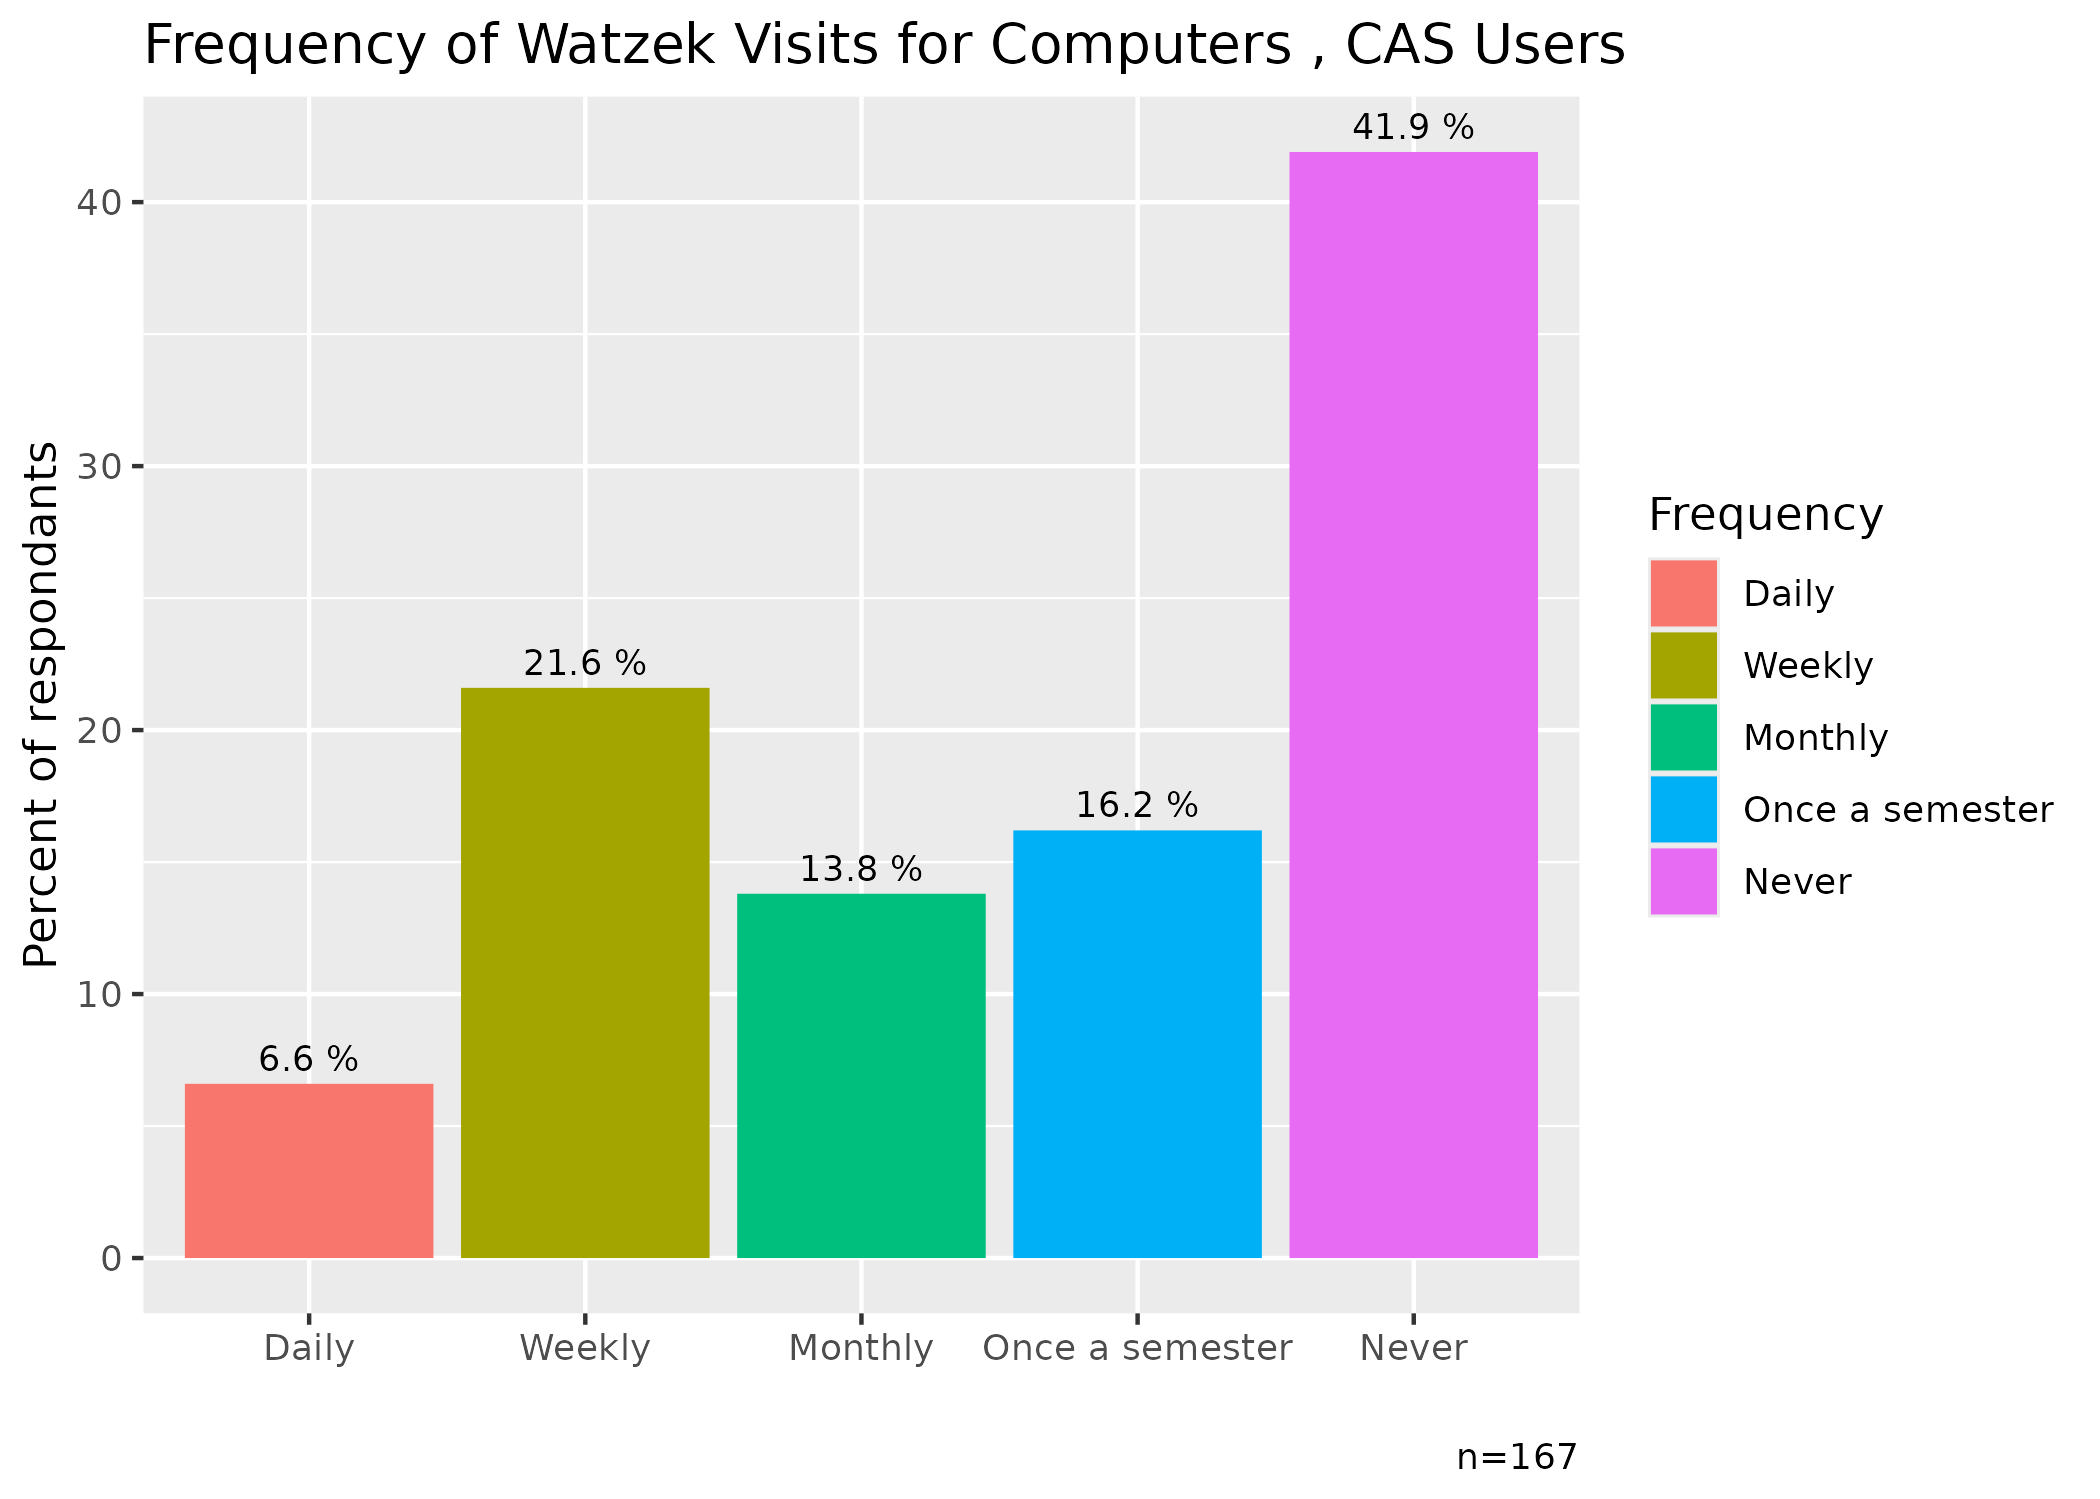 Frequency of Watzek Visits for Computers , CAS Users
Percent of respondants
40
30
20
10
0
41.9 %
21.6 %
16.2 %
13.8 %
6.6 %
Daily
Weekly
Monthly
Once a semester
Never
Frequency
Daily
Weekly
Monthly
Once a semester
Never
n=167